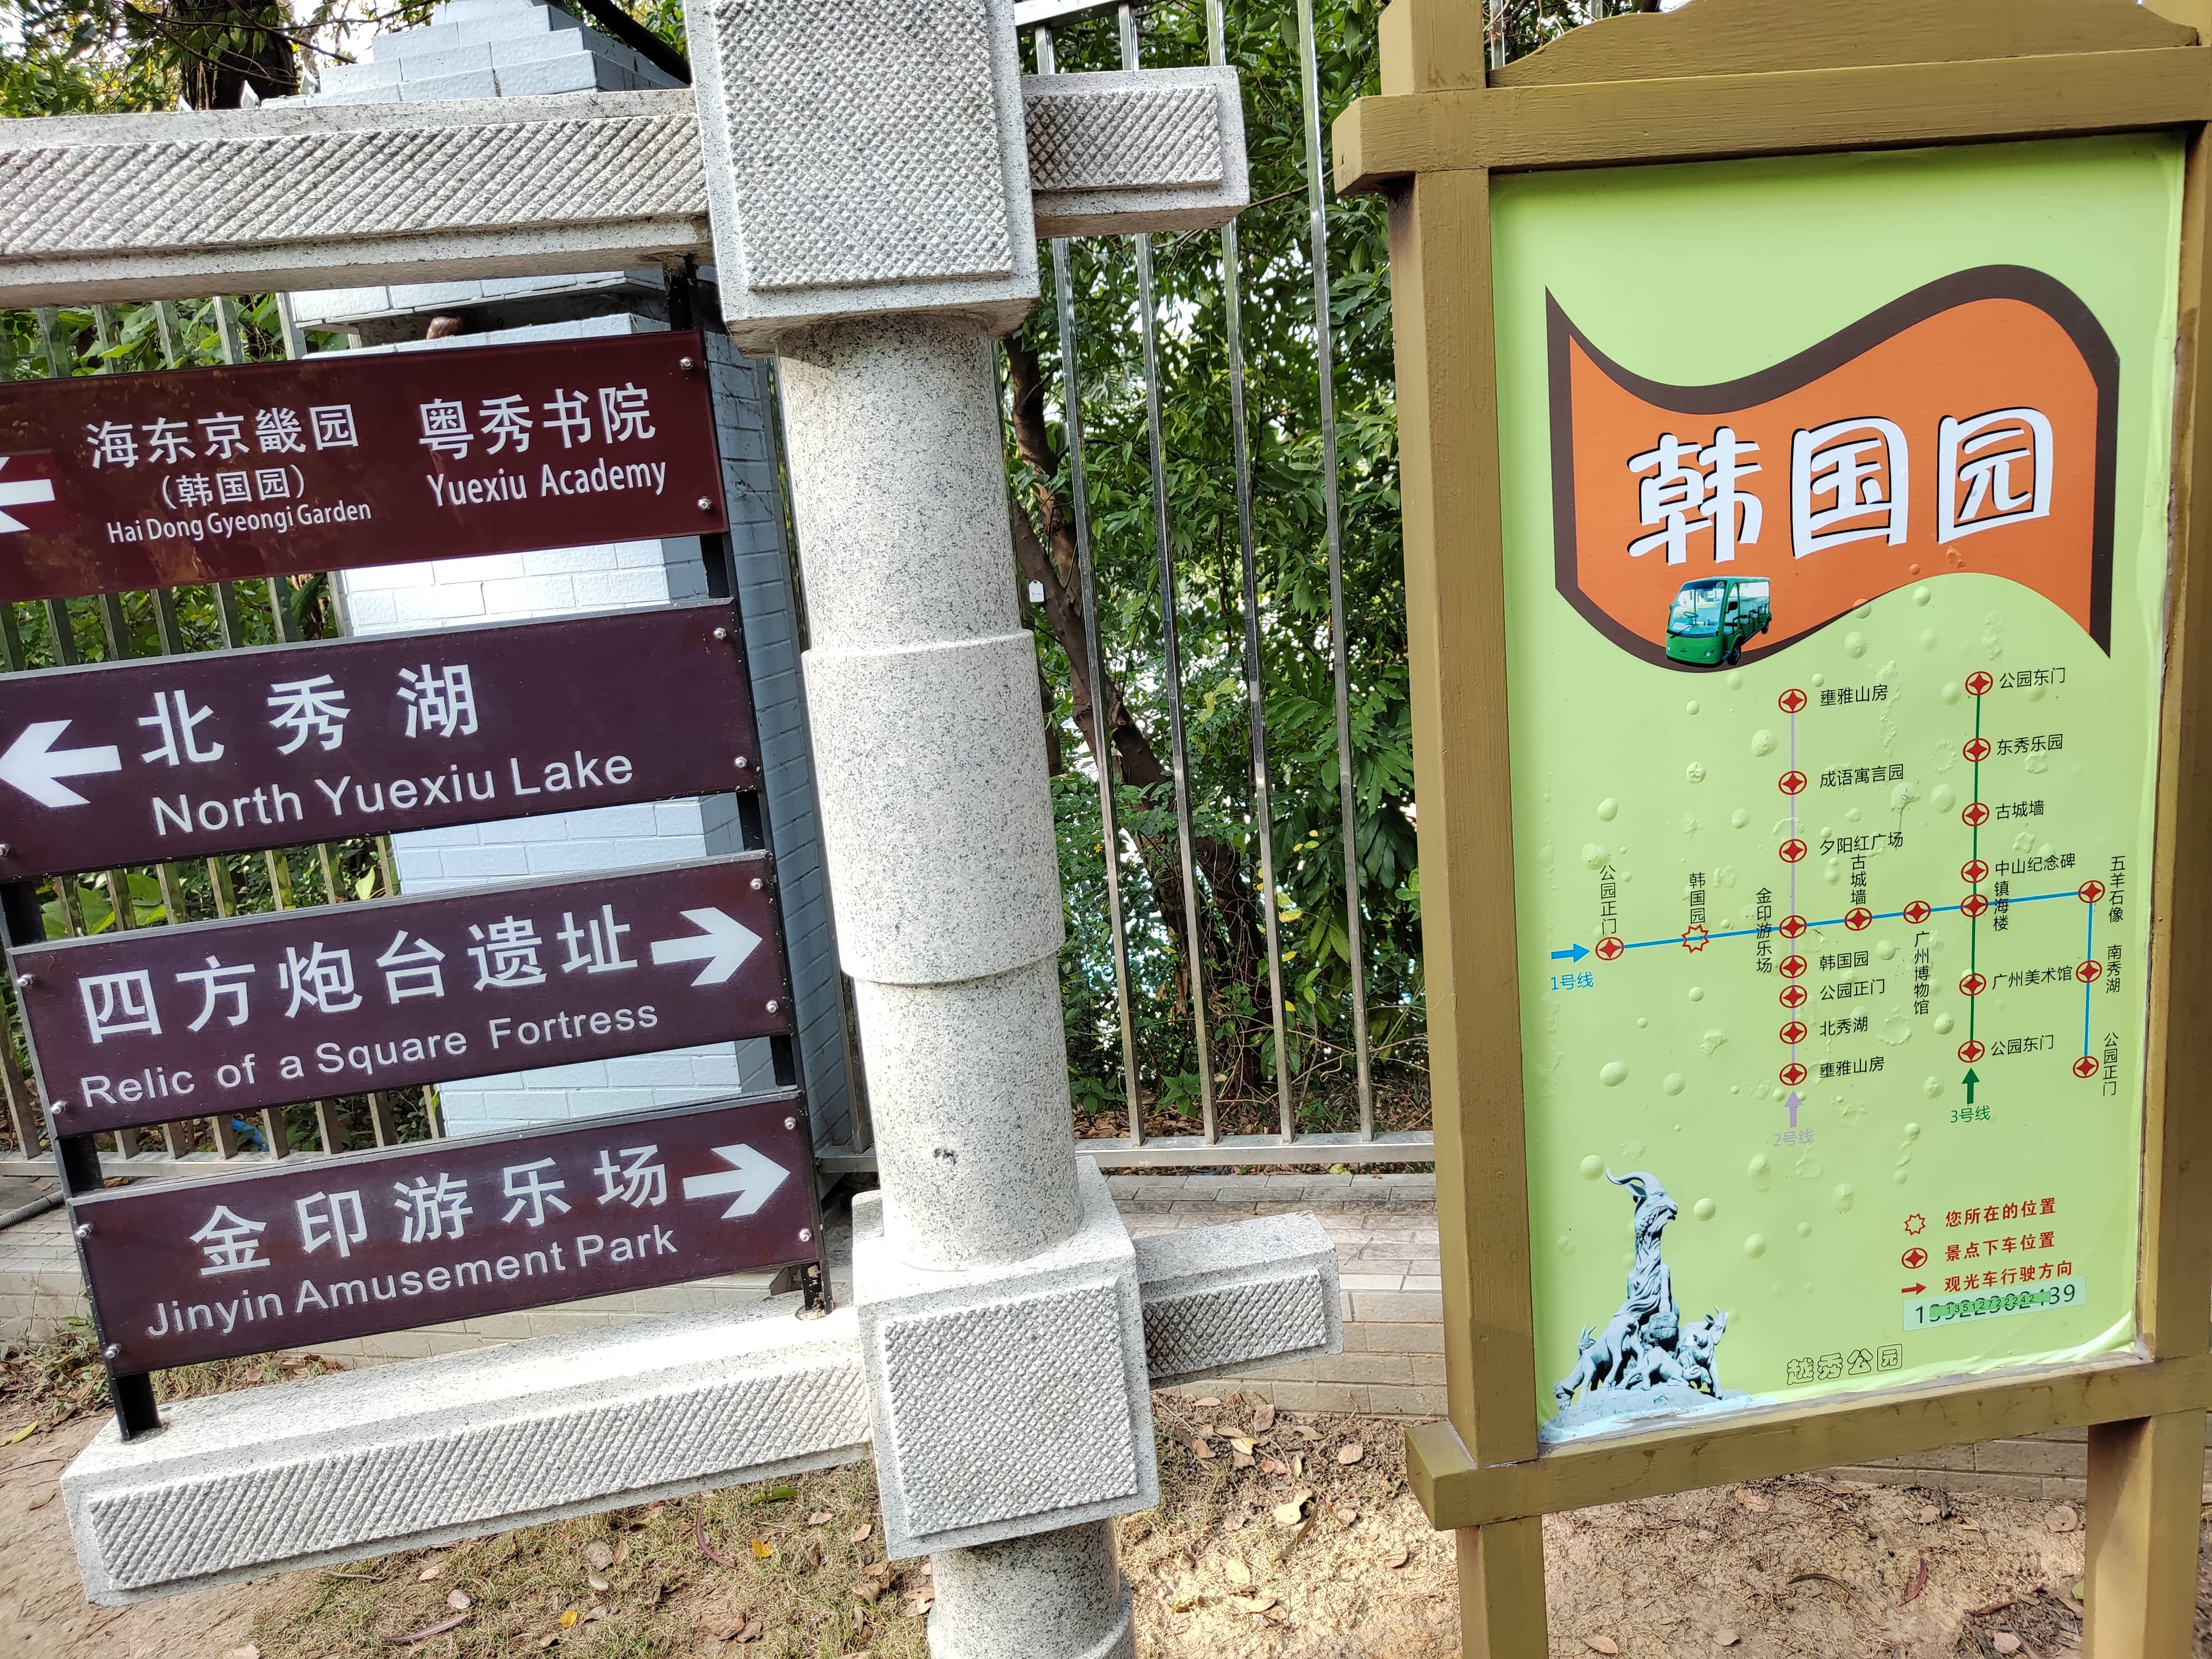 海东京畿园
(韩国园)
Hai Dong Gyeongi Garden
粤秀书院
Yuexiu Academy
北秀湖
North Yuexiu Lake
四方炮台遗址
Relic of a Square Fortress
金印游乐场
Jinyin Amusement Park
韩国园
壅雅山房
成语寓言园
夕阳红广场
金印游乐场
韩国园
公园正门
北秀湖
壅雅山房
2号线
公园东门
东秀乐园
古城墙
中山纪念碑
镇海楼
广州美术馆
公园东门
3号线
1号线
公园正门
韩国园
古城墙
广州博物馆
五羊石像
南秀湖
公园正门
您所在的位置
景点下车位置
观光车行驶方向
越秀公园